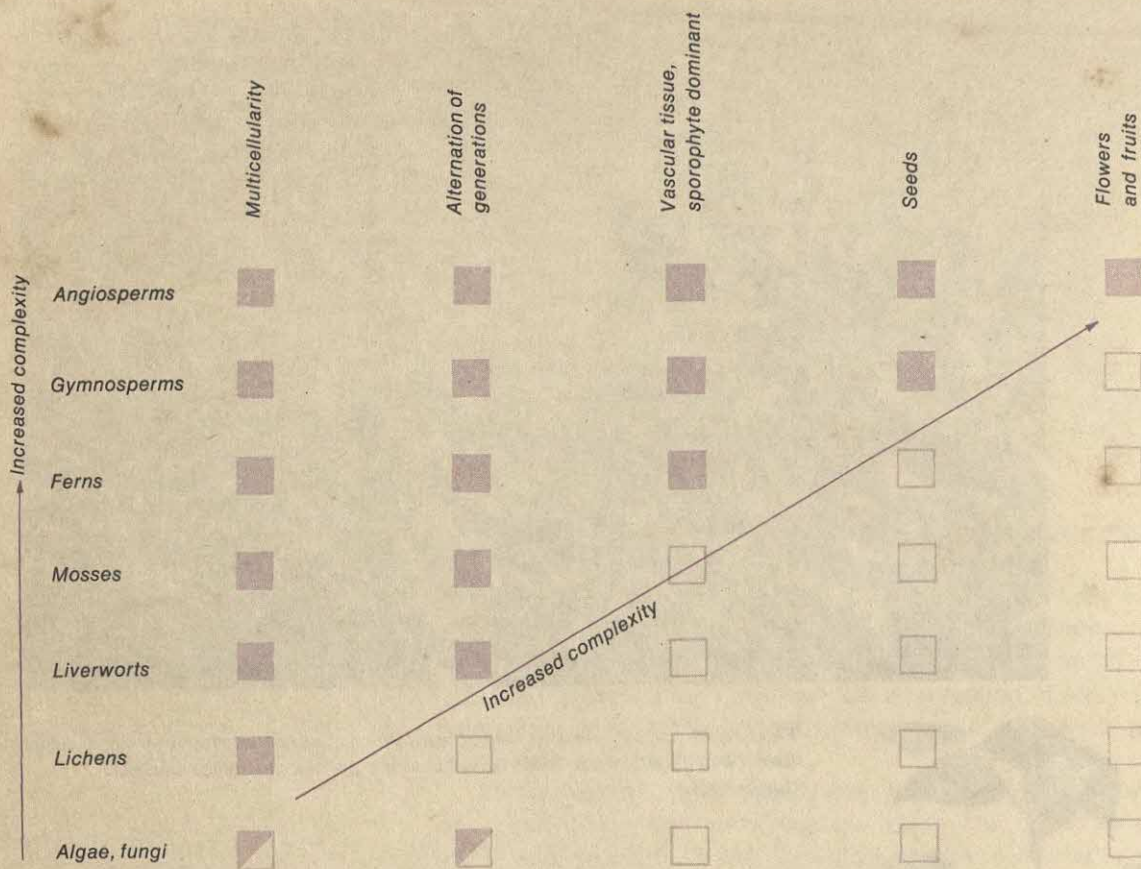 Multicellularity
Alternation of
generations
Vascular tissue,
sporophyte dominant
Seeds
Flowers
and fruits
Increased complexity
Angiosperms
Gymnosperms
Ferns
Mosses
Liverworts
Lichens
Algae, fungi
Increased complexity